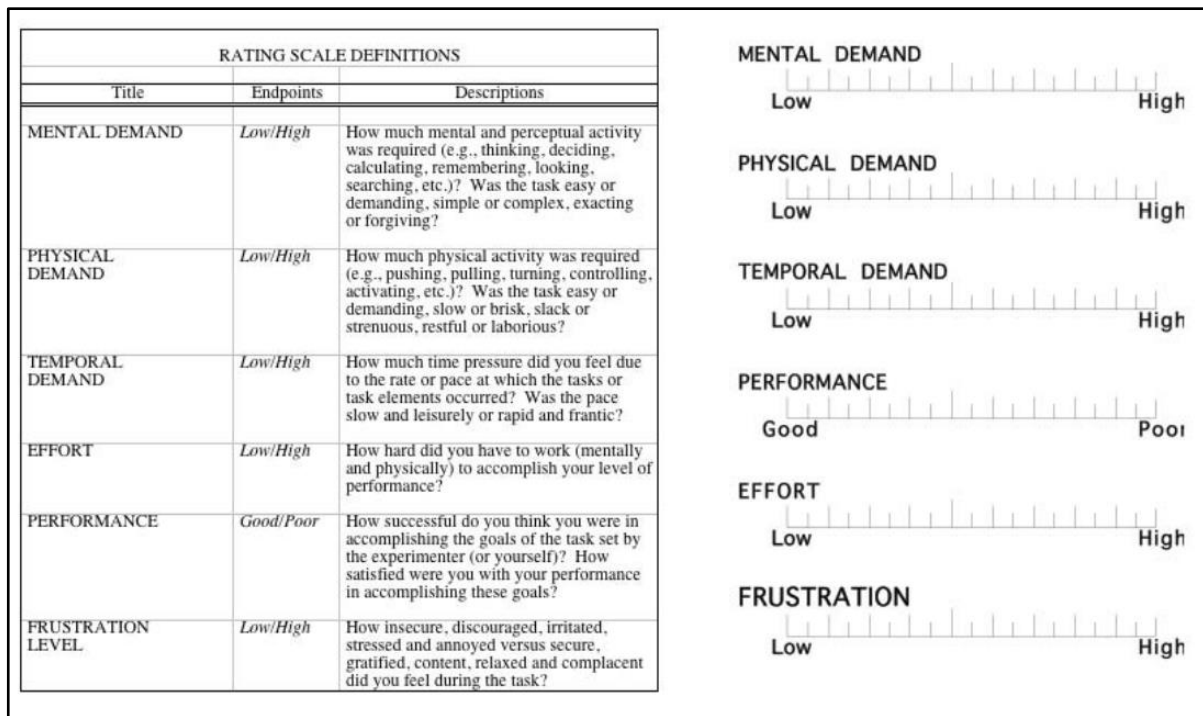 RATING SCALE DEFINITIONS
Title Endpoints Descriptions
MENTAL DEMAND Low/High How much mental and perceptual activity
was required (e.g., thinking, deciding,
calculating, remembering, looking,
searching, etc.)? Was the task easy or
demanding, simple or complex, exacting
or forgiving?
PHYSICAL Low/High How much physical activity was required
DEMAND (e.g., pushing, pulling, turning, controlling,
activating, etc.)? Was the task easy or
demanding, slow or brisk, slack or
strenuous, restful or laborious?
TEMPORAL Low/High How much time pressure did you feel due
DEMAND to the rate or pace at which the tasks or
task elements occurred? Was the pace
slow and leisurely or rapid and frantic?
EFFORT Low/High How hard did you have to work (mentally
and physically) to accomplish your level of
performance?
PERFORMANCE Good/Poor How successful do you think you were in
accomplishing the goals of the task set by
the experimenter (or yourself)? How
satisfied were you with your performance
in accomplishing these goals?
FRUSTRATION Low/High How insecure, discouraged, irritated,
LEVEL stressed and annoyed versus secure,
gratified, content, relaxed and complacent
did you feel during the task?
MENTAL DEMAND
Low High
PHYSICAL DEMAND
Low High
TEMPORAL DEMAND
Low High
PERFORMANCE
Good Poor
EFFORT
Low High
FRUSTRATION
Low High